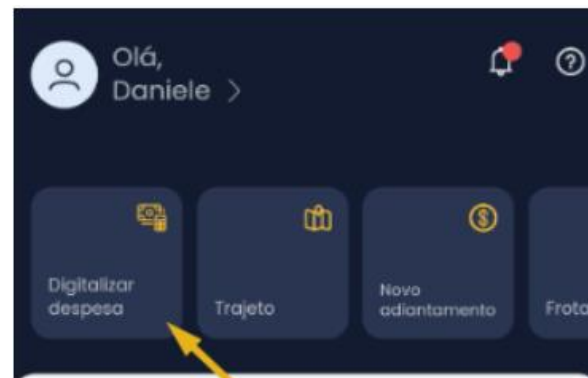 Olá,
Daniele >
Digitalizar
despesa
Trajeto
Novo
adiantamento
Frota